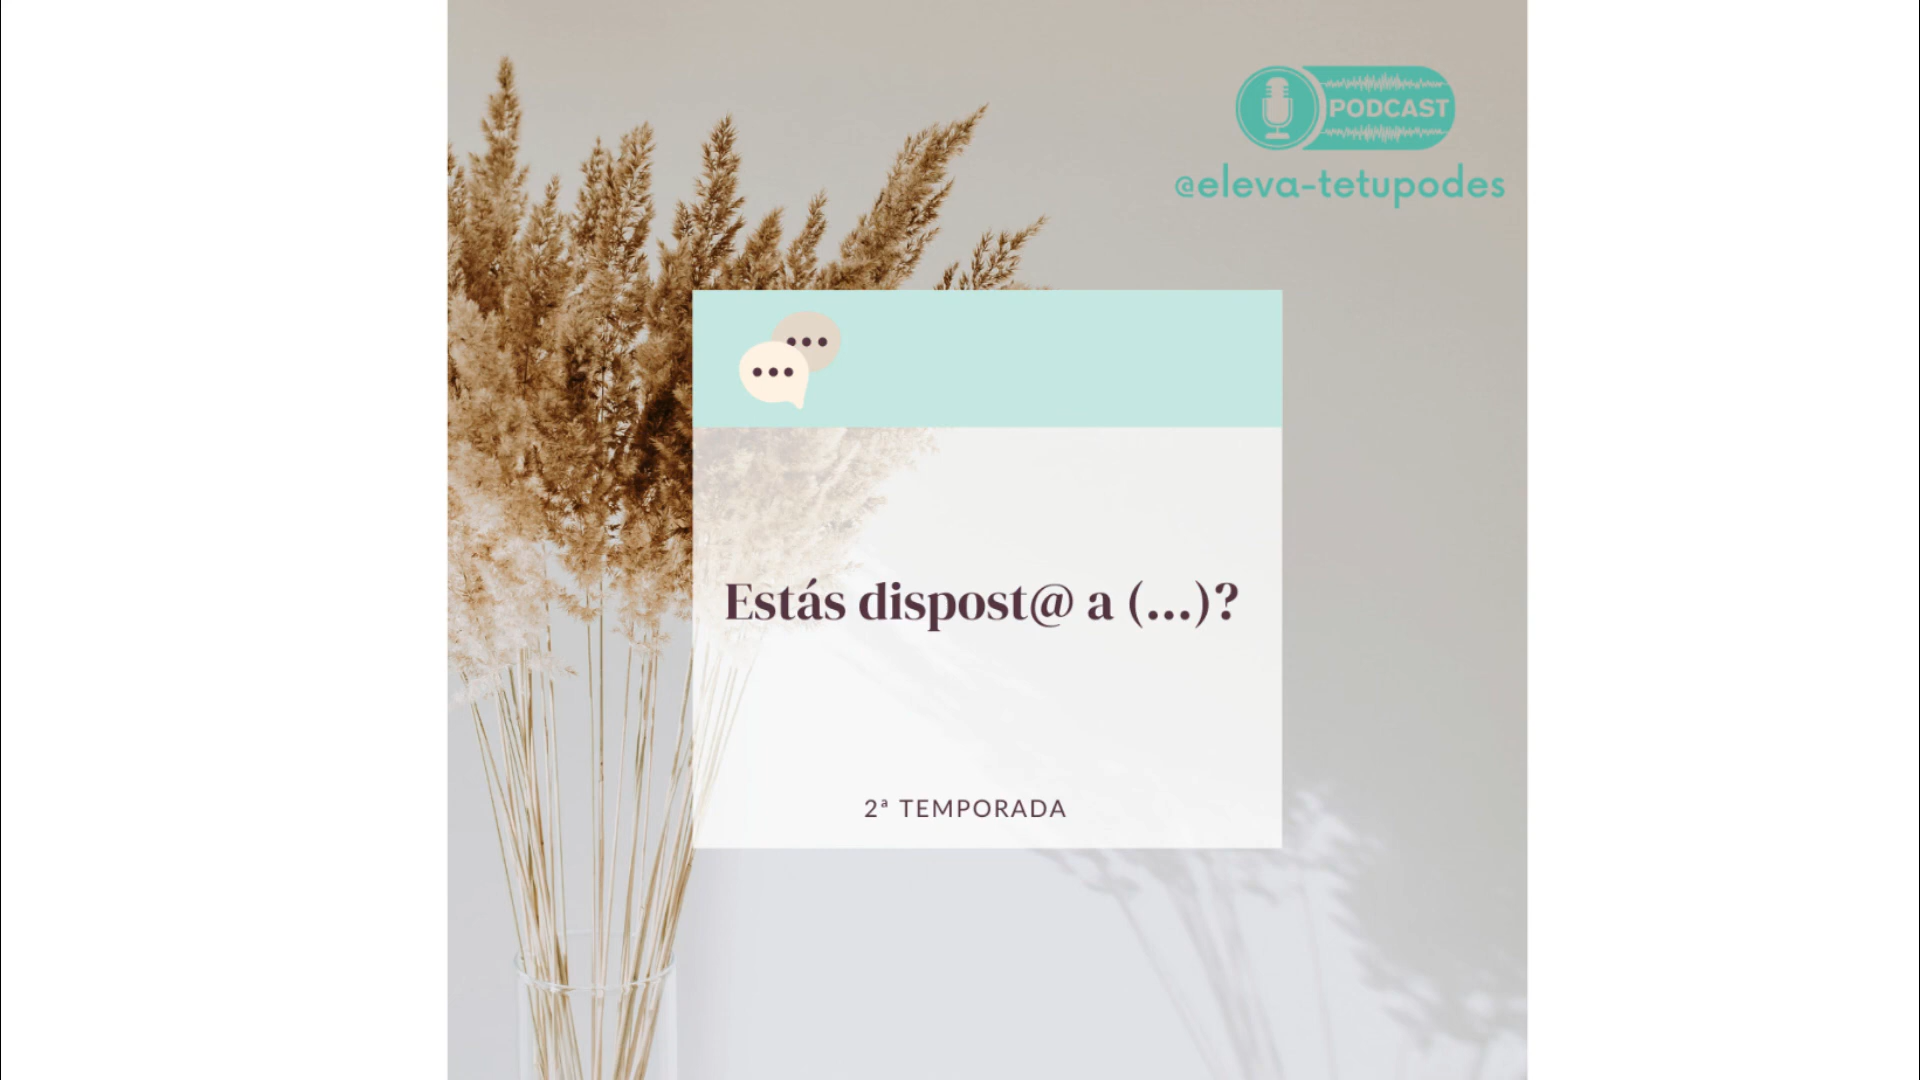 PODCAST
@eleva-tetupodes
Estás dispost@ a (...)?
2ª TEMPORADA